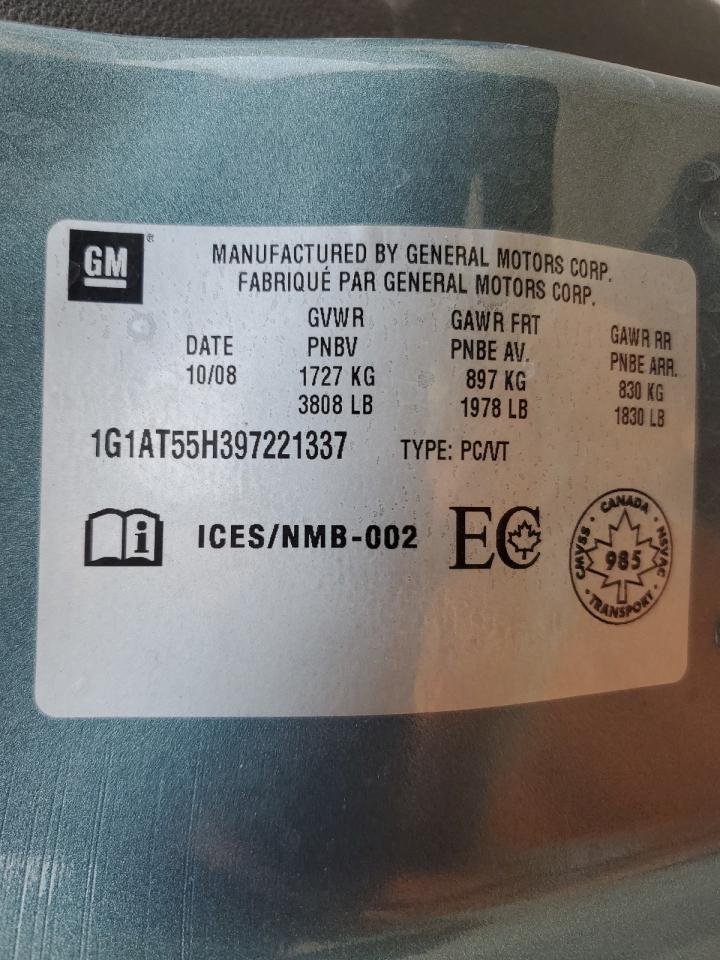 GM®
MANUFACTURED BY GENERAL MOTORS CORP.
FABRIQUÉ PAR GENERAL MOTORS CORP.
DATE
10/08
GVWR
PNBV
1727 KG
3808 LB
GAWR FRT
PNBE AV.
897 KG
1978 LB
GAWR RR
PNBE ARR.
830 KG
1830 LB
1G1AT55H397221337 TYPE: PC/VT
i ICES/NMB-002 EC
CANADA
CMVSS 985 NSVAC
TRANSPORT